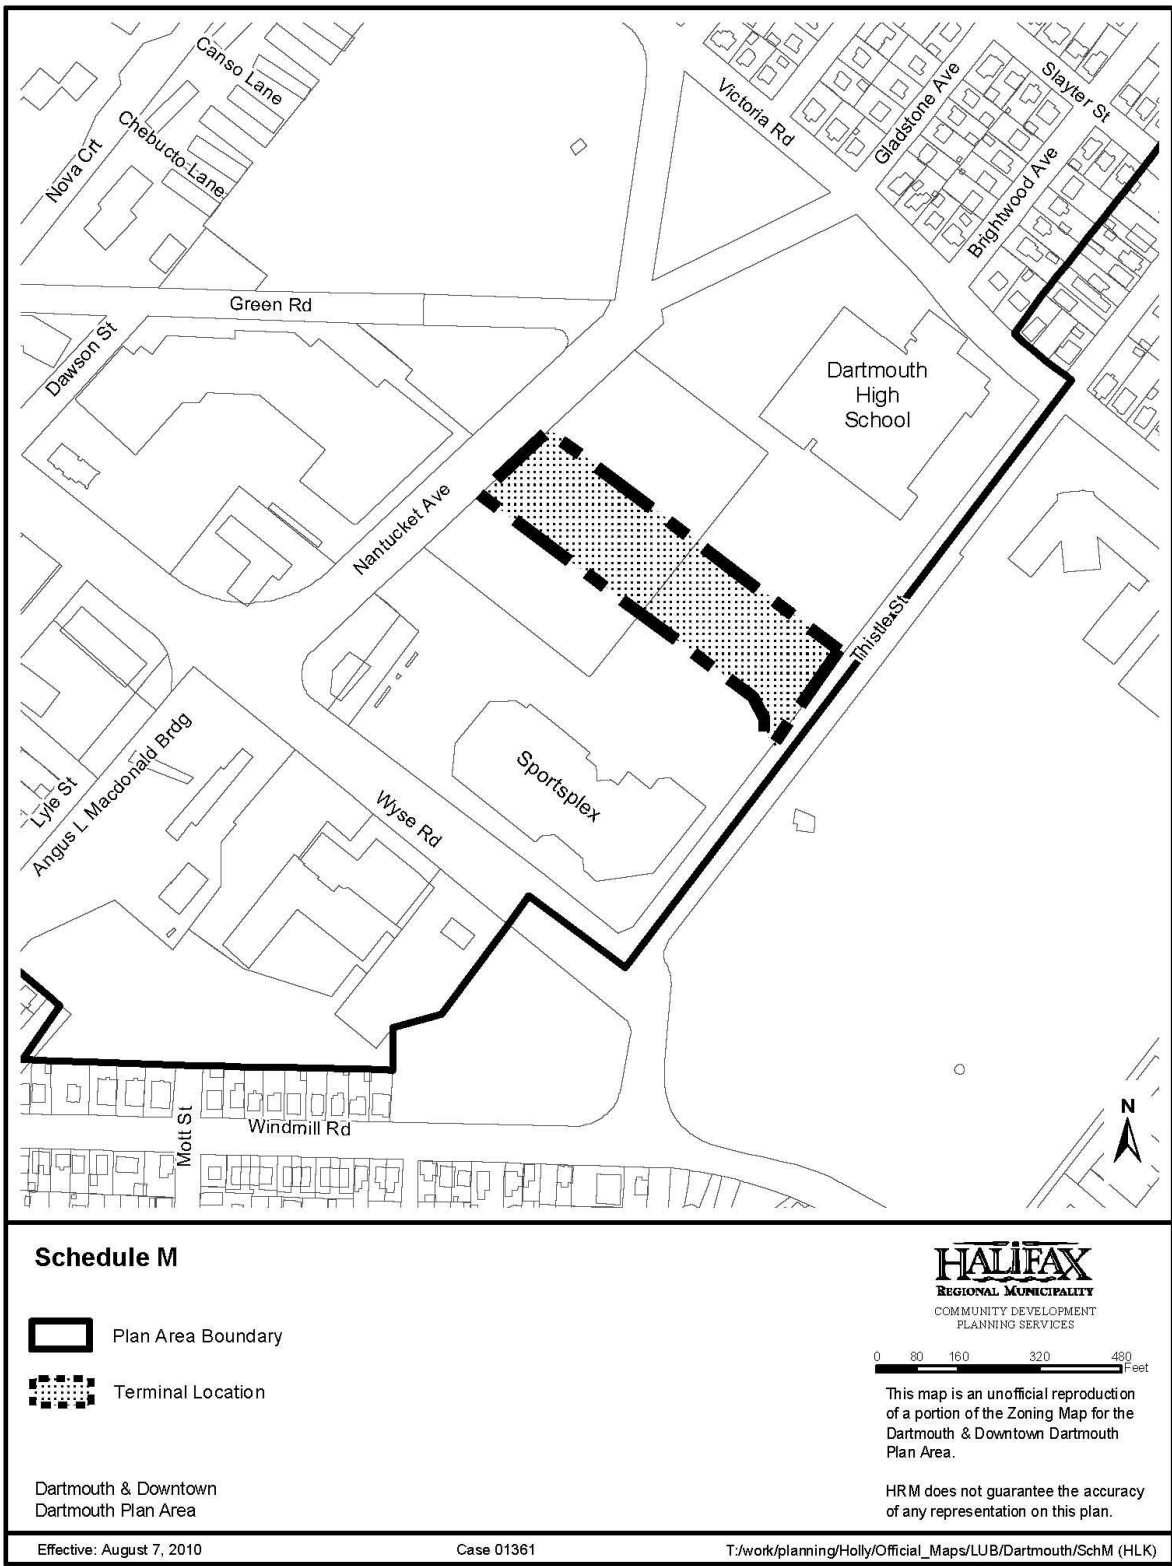 Canso Lane
Chebucto Lane
Nova Crt
Victoria Rd
Gladstone Ave
Slayter St
Brightwood Ave
Green Rd
Dawson St
Dartmouth
High
School
Nantucket Ave
Thistle St
Sportsplex
Lyle St
Angus L Macdonald Brdg
Wyse Rd
Mott St
Windmill Rd
N
Schedule M
Plan Area Boundary
Terminal Location
Dartmouth & Downtown
Dartmouth Plan Area
HALIFAX
REGIONAL MUNICIPALITY
COMMUNITY DEVELOPMENT
PLANNING SERVICES
0 80 160 320 480
Feet
This map is an unofficial reproduction
of a portion of the Zoning Map for the
Dartmouth & Downtown Dartmouth
Plan Area.
HRM does not guarantee the accuracy
of any representation on this plan.
Effective: August 7, 2010 Case 01361 T:/work/planning/Holly/Official_Maps/LUB/Dartmouth/SchM (HLK)